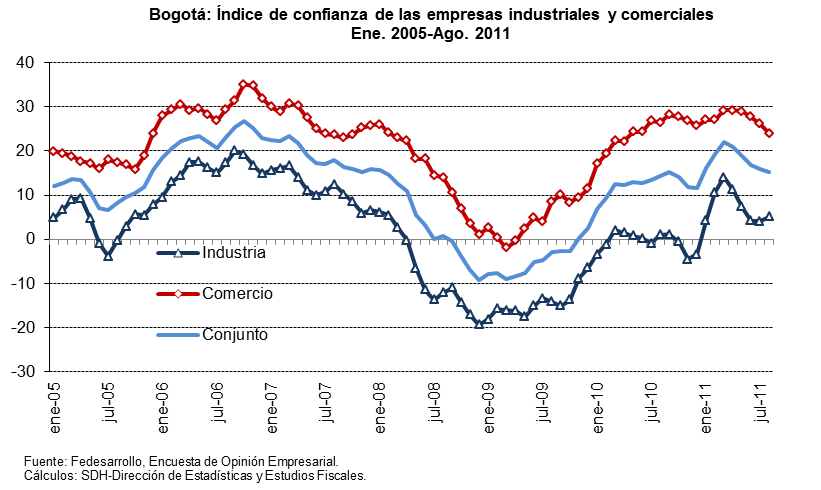 Bogotá: Índice de confianza de las empresas industriales y comerciales
Ene. 2005-Ago. 2011
40
30
20
10
0
-10
-20
-30
Industria
Comercio
Conjunto
ene-05
jul-05
ene-06
jul-06
ene-07
jul-07
ene-08
jul-08
ene-09
jul-09
ene-10
jul-10
ene-11
jul-11
Fuente: Fedesarrollo, Encuesta de Opinión Empresarial.
Cálculos: SDH-Dirección de Estadísticas y Estudios Fiscales.